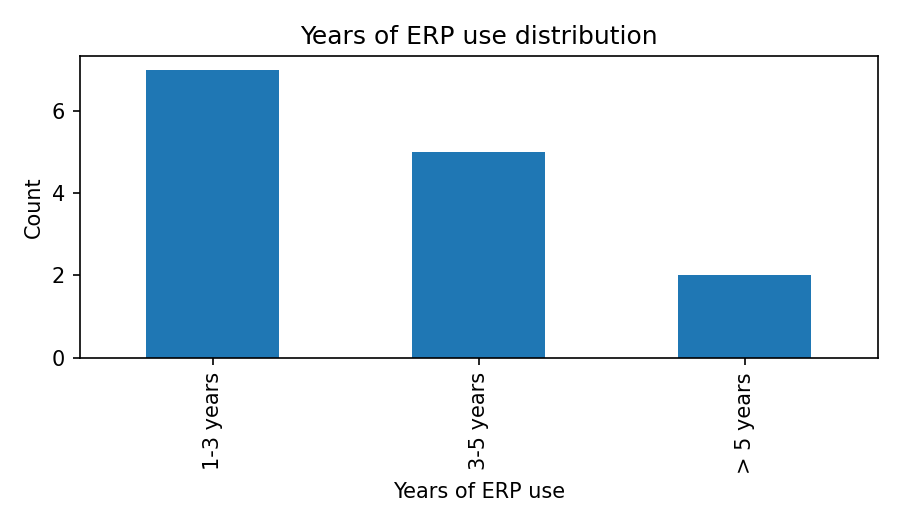 Years of ERP use distribution
6
4
2
0
Count
1-3 years
3-5 years
> 5 years
Years of ERP use